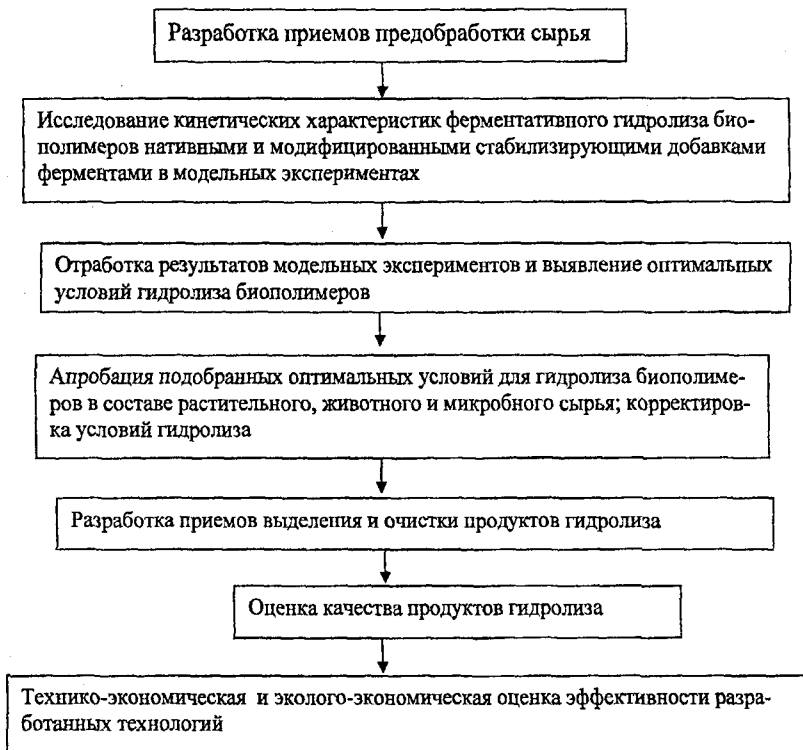 Разработка приемов предобработки сырья
Исследование кинетических характеристик ферментативного гидролиза био-
полимеров нативными и модифицированными стабилизирующими добавками
ферментами в модельных экспериментах
Отработка результатов модельных экспериментов и выявление оптимальных
условий гидролиза биополимеров
Апробация подобранных оптимальных условий для гидролиза биополиме-
ров в составе растительного, животного и микробного сырья; корректиров-
ка условий гидролиза
Разработка приемов выделения и очистки продуктов гидролиза
Оценка качества продуктов гидролиза
Технико-экономическая и эколого-экономическая оценка эффективности разра-
ботанных технологий